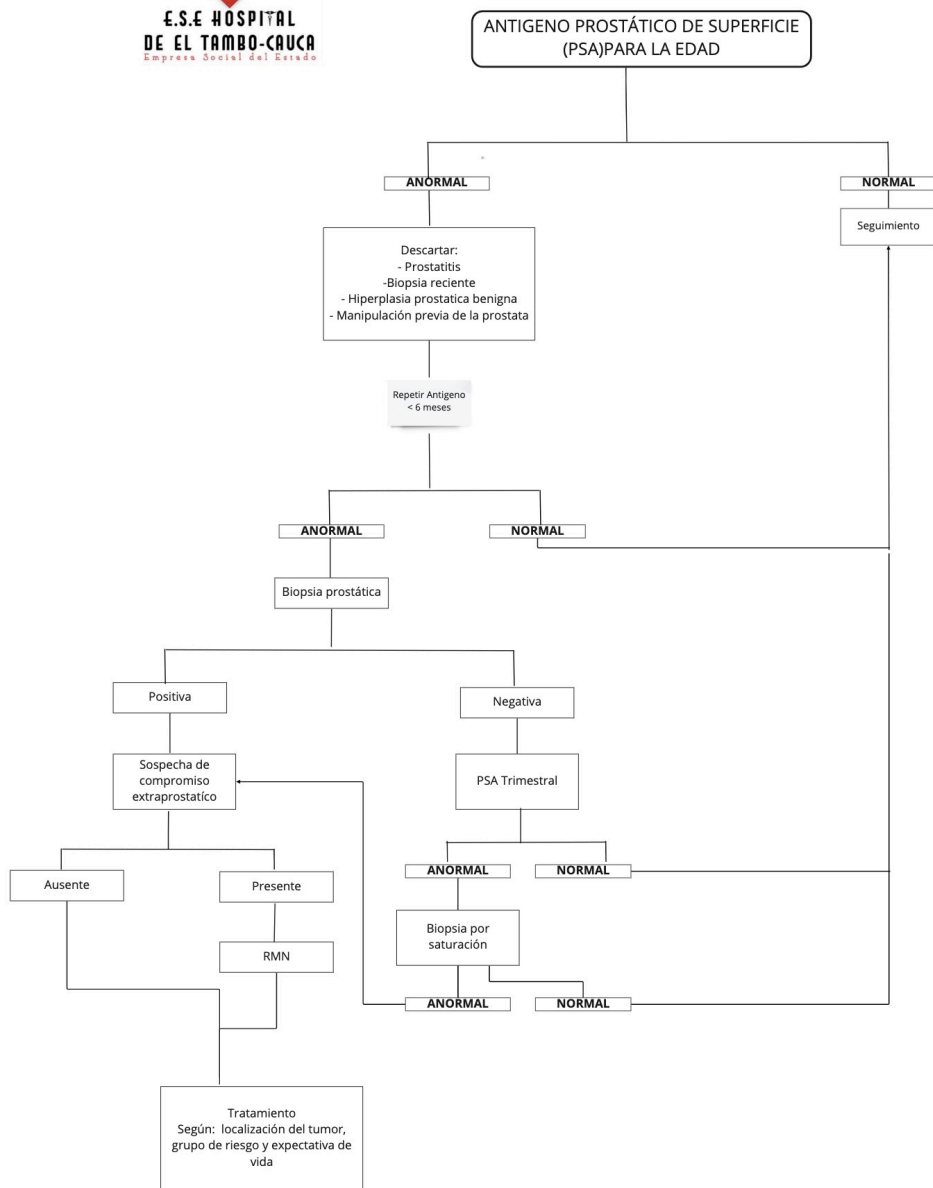 E.S.E HOSPITAL
DE EL TAMBO-CAUCA
Empresa Social del Estado
ANTIGENO PROSTÁTICO DE SUPERFICIE
(PSA)PARA LA EDAD
ANORMAL
NORMAL
Seguimiento
Descartar:
- Prostatitis
-Biopsia reciente
- Hiperplasia prostatica benigna
- Manipulación previa de la prostata
Repetir Antigeno
< 6 meses
ANORMAL
NORMAL
Biopsia prostática
Positiva
Negativa
Sospecha de
compromiso
extraprostatíco
PSA Trimestral
Ausente
Presente
ANORMAL
NORMAL
Biopsia por
saturación
RMN
ANORMAL
NORMAL
Tratamiento
Según: localización del tumor,
grupo de riesgo y expectativa de
vida